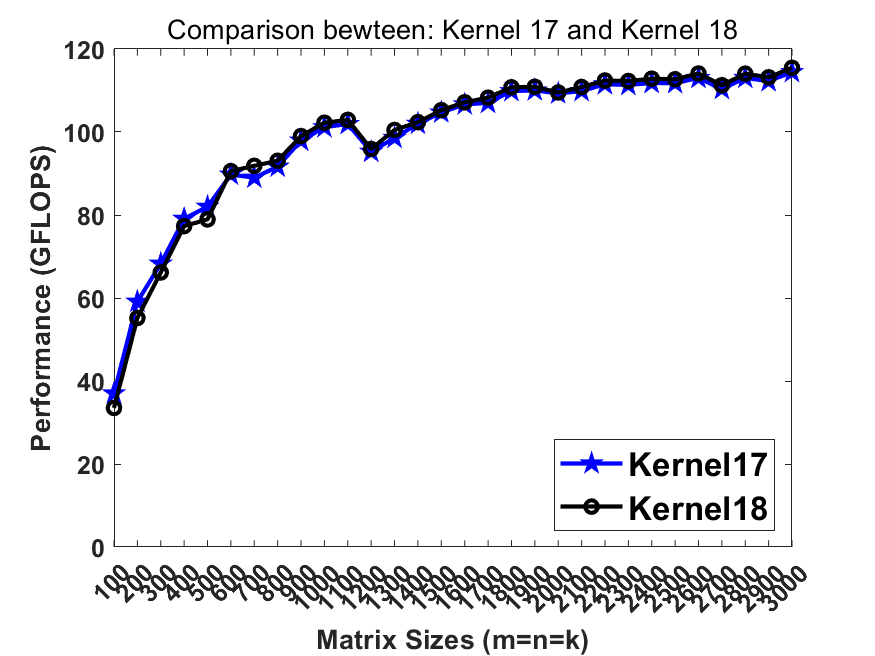 Comparison bewteen: Kernel 17 and Kernel 18
120
100
80
60
40
20
0
Performance (GFLOPS)
Kernel17
Kernel18
100 200 300 400 500 600 700 800 900 1000 1100 1200 1300 1400 1500 1600 1700 1800 1900 2000 2100 2200 2300 2400 2500 2600 2700 2800 2900 3000
Matrix Sizes (m=n=k)